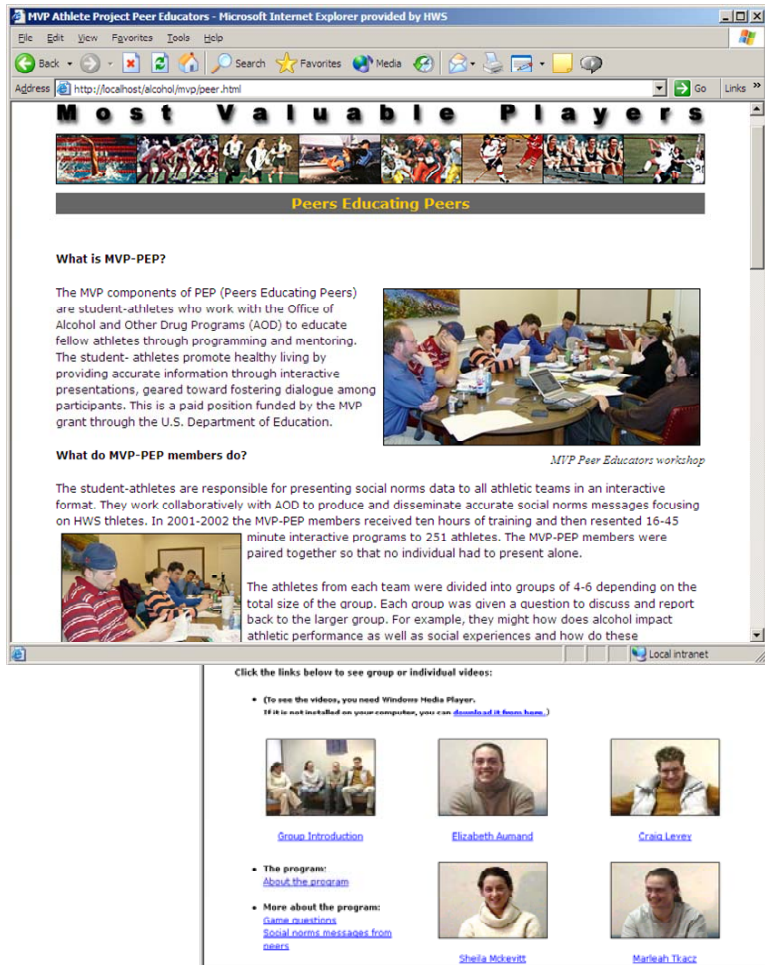 MVP Athlete Project Peer Educators - Microsoft Internet Explorer provided by HWS
File Edit View Favorites Tools Help
Back Search Favorites Media
Address http://localhost/alcohol/mvp/peer.html Go Links »
Most Valuable Players
Peers Educating Peers
What is MVP-PEP?
The MVP components of PEP (Peers Educating Peers)
are student-athletes who work with the Office of
Alcohol and Other Drug Programs (AOD) to educate
fellow athletes through programming and mentoring.
The student- athletes promote healthy living by
providing accurate information through interactive
presentations, geared toward fostering dialogue among
participants. This is a paid position funded by the MVP
grant through the U.S. Department of Education.
MVP Peer Educators workshop
What do MVP-PEP members do?
The student-athletes are responsible for presenting social norms data to all athletic teams in an interactive
format. They work collaboratively with AOD to produce and disseminate accurate social norms messages focusing
on HWS thletes. In 2001-2002 the MVP-PEP members received ten hours of training and then resented 16-45
minute interactive programs to 251 athletes. The MVP-PEP members were
paired together so that no individual had to present alone.
The athletes from each team were divided into groups of 4-6 depending on the
total size of the group. Each group was given a question to discuss and report
back to the larger group. For example, they might how does alcohol impact
athletic performance as well as social experiences and how do these
Local intranet
Click the links below to see group or individual videos:
• (To see the videos, you need Windows Media Player.
If it is not installed on your computer, you can download it from here.)
Group Introduction
Elizabeth Aumand
Craig Levey
• The program:
About the program
• More about the program:
Game questions
Social norms messages from
peers
Sheila Mckevitt
Marleah Tkacz